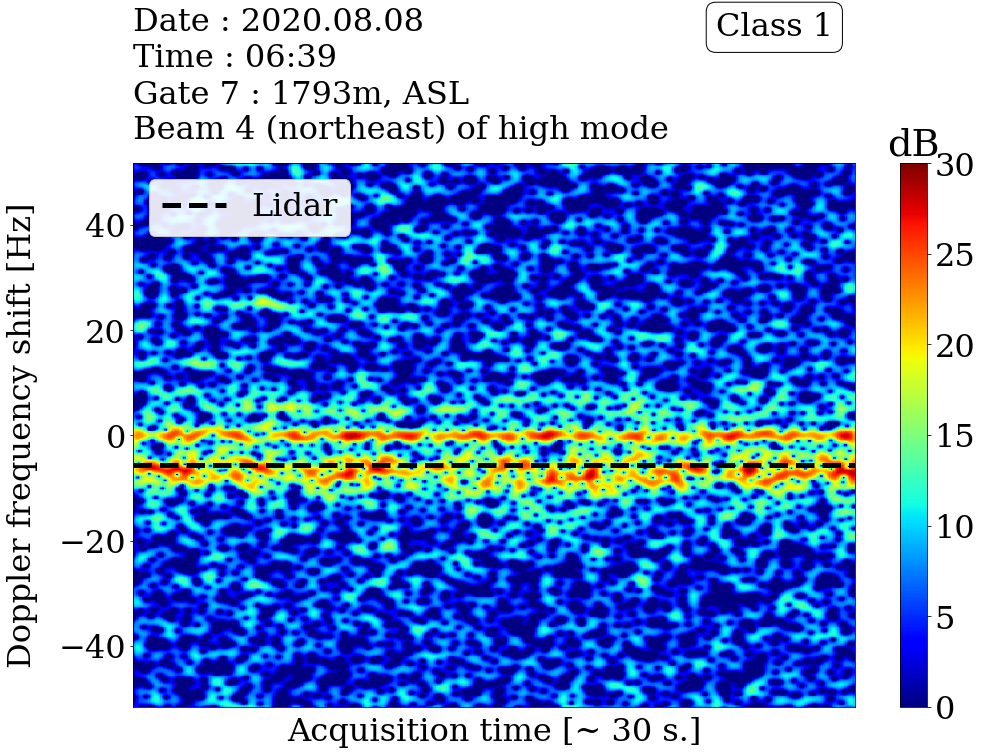 Date : 2020.08.08
Time : 06:39
Gate 7 : 1793m, ASL
Beam 4 (northeast) of high mode
Class 1
dB
Lidar
Doppler frequency shift [Hz]
40
20
0
−20
−40
30
25
20
15
10
5
0
Acquisition time [~ 30 s.]